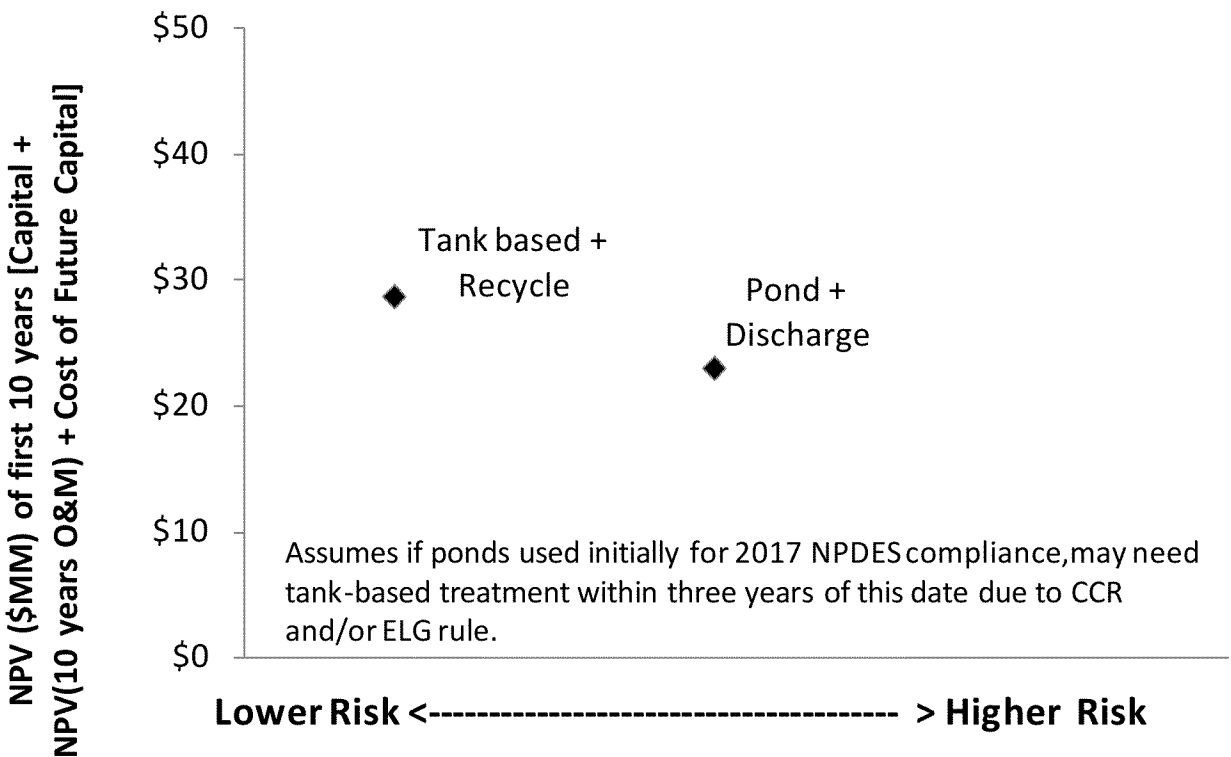 NPV ($MM) of first 10 years [Capital +
NPV(10 years O&M) + Cost of Future Capital]
$50
$40
$30
$20
$10
$0
Tank based +
Recycle
Pond +
Discharge
Assumes if ponds used initially for 2017 NPDES compliance,may need
tank-based treatment within three years of this date due to CCR
and/or ELG rule.
Lower Risk <--------------------------------------- > Higher Risk